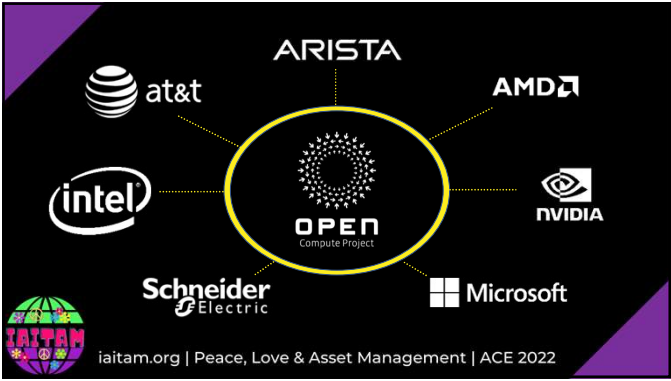 ARISTA
at&t
AMD
intel
OPEN
Compute Project
NVIDIA
Schneider
Electric
Microsoft
IAITAM
iaitam.org | Peace, Love & Asset Management | ACE 2022